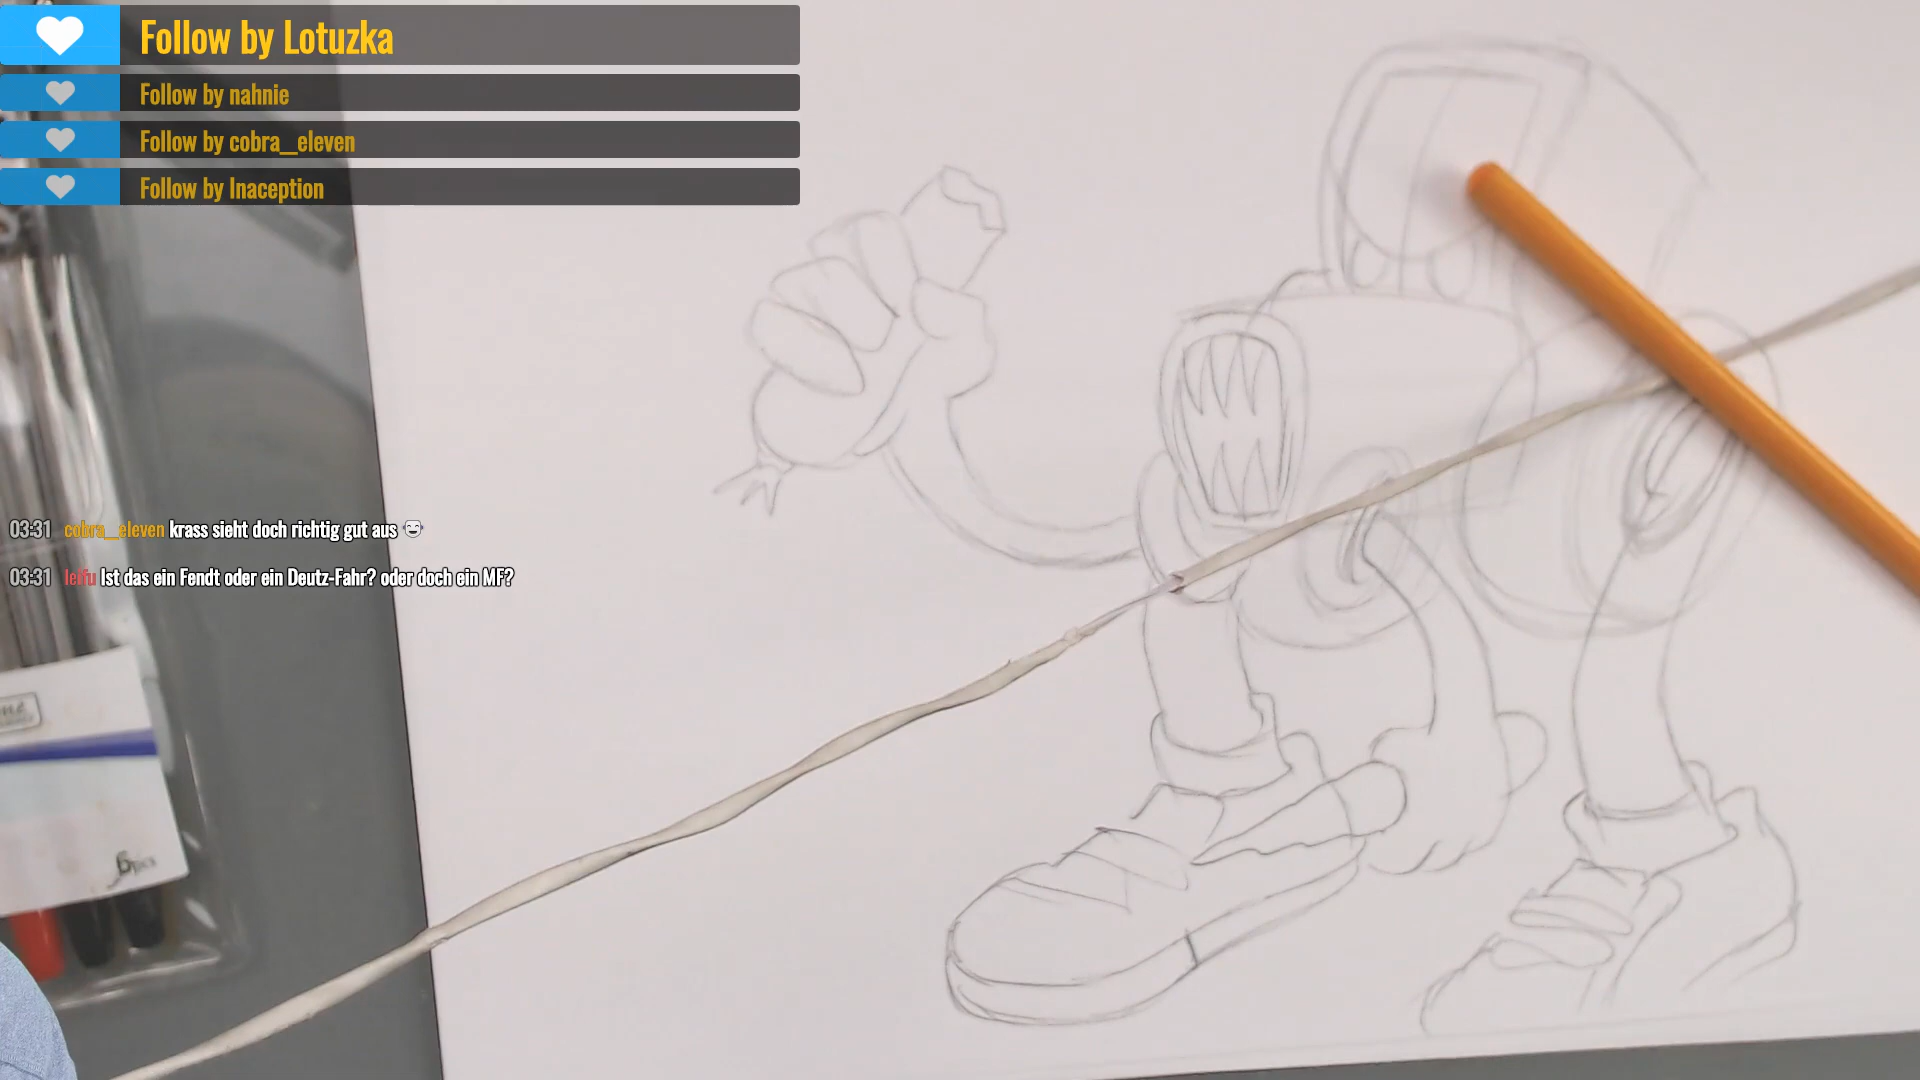 Follow by Lotuzka
Follow by nahnie
Follow by cobra__eleven
Follow by Inaception
03:31 cobra__eleven krass sieht doch richtig gut aus
03:31 leifu Ist das ein Fendt oder ein Deutz-Fahr? oder doch ein MF?